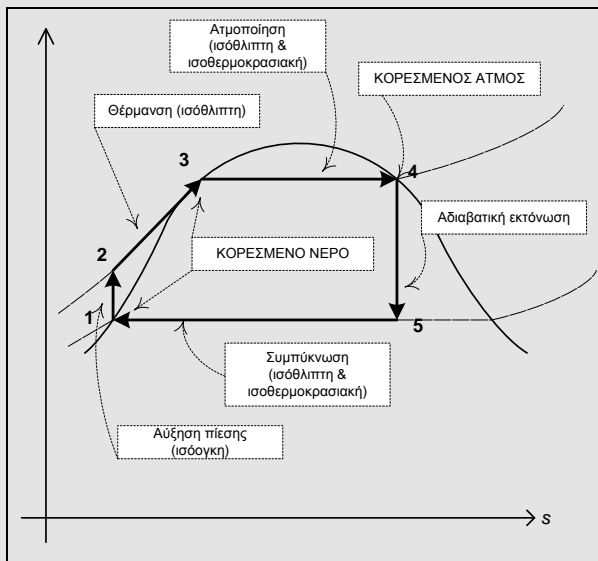 Ατμοποίηση
(ισόθλιπτη &
ισοθερμοκρασιακή)
ΚΟΡΕΣΜΕΝΟΣ ΑΤΜΟΣ
Θέρμανση (ισόθλιπτη)
3
4
Αδιαβατική εκτόνωση
ΚΟΡΕΣΜΕΝΟ ΝΕΡΟ
2
1
5
Συμπύκνωση
(ισόθλιπτη &
ισοθερμοκρασιακή)
Αύξηση πίεσης
(ισόογκη)
s